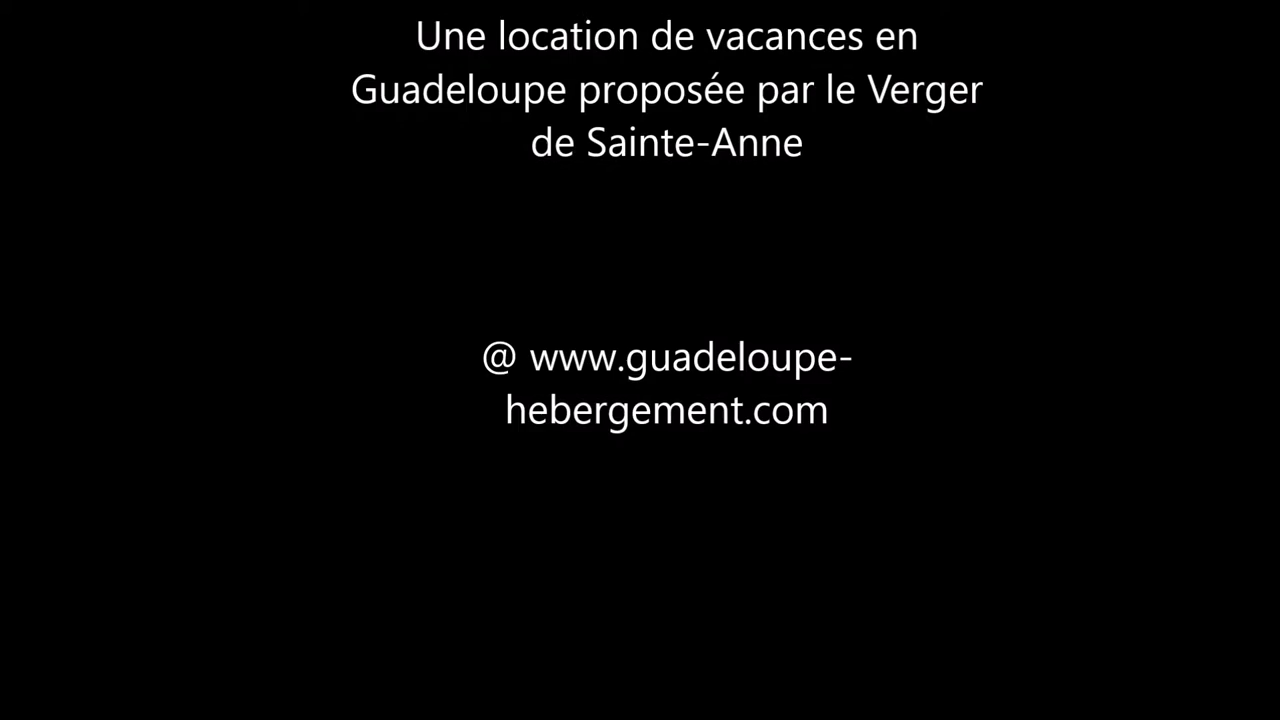 Une location de vacances en
Guadeloupe proposée par le Verger
de Sainte-Anne
@ www.guadeloupe-
hebergement.com